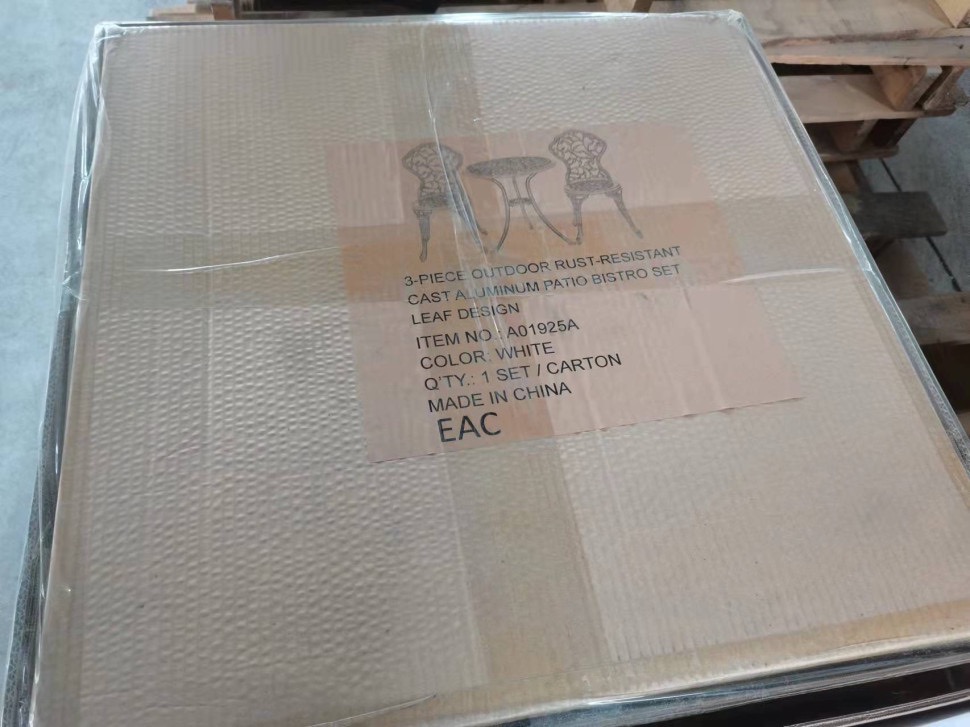 3-PIECE OUTDOOR RUST-RESISTANT
CAST ALUMINUM PATIO BISTRO SET
LEAF DESIGN
ITEM NO.: A01925A
COLOR: WHITE
Q'TY.: 1 SET / CARTON
MADE IN CHINA
EAC